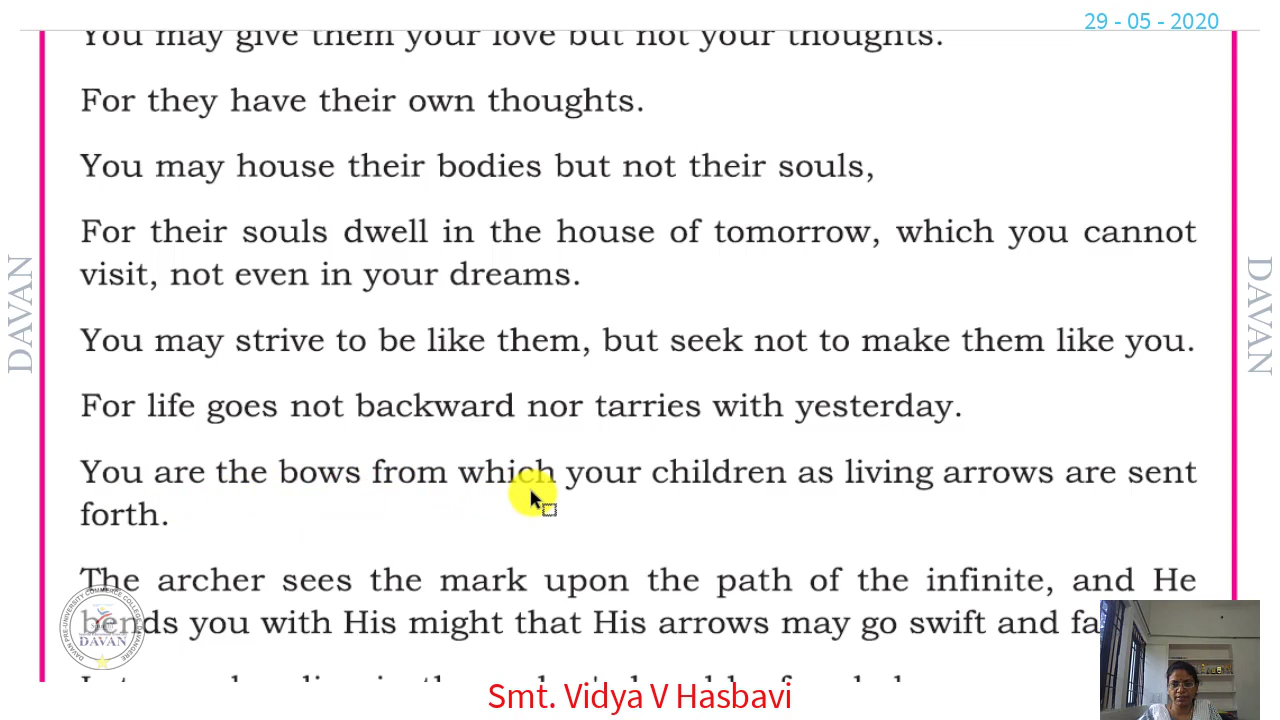 29 - 05 - 2020
You may give them your love but not your thoughts.
For they have their own thoughts.
You may house their bodies but not their souls,
For their souls dwell in the house of tomorrow, which you cannot
visit, not even in your dreams.
You may strive to be like them, but seek not to make them like you.
For life goes not backward nor tarries with yesterday.
You are the bows from which your children as living arrows are sent
forth.
The archer sees the mark upon the path of the infinite, and He
bends you with His might that His arrows may go swift and
DAVAN
DAVAN
DAVAN
Smt. Vidya V Hasbavi